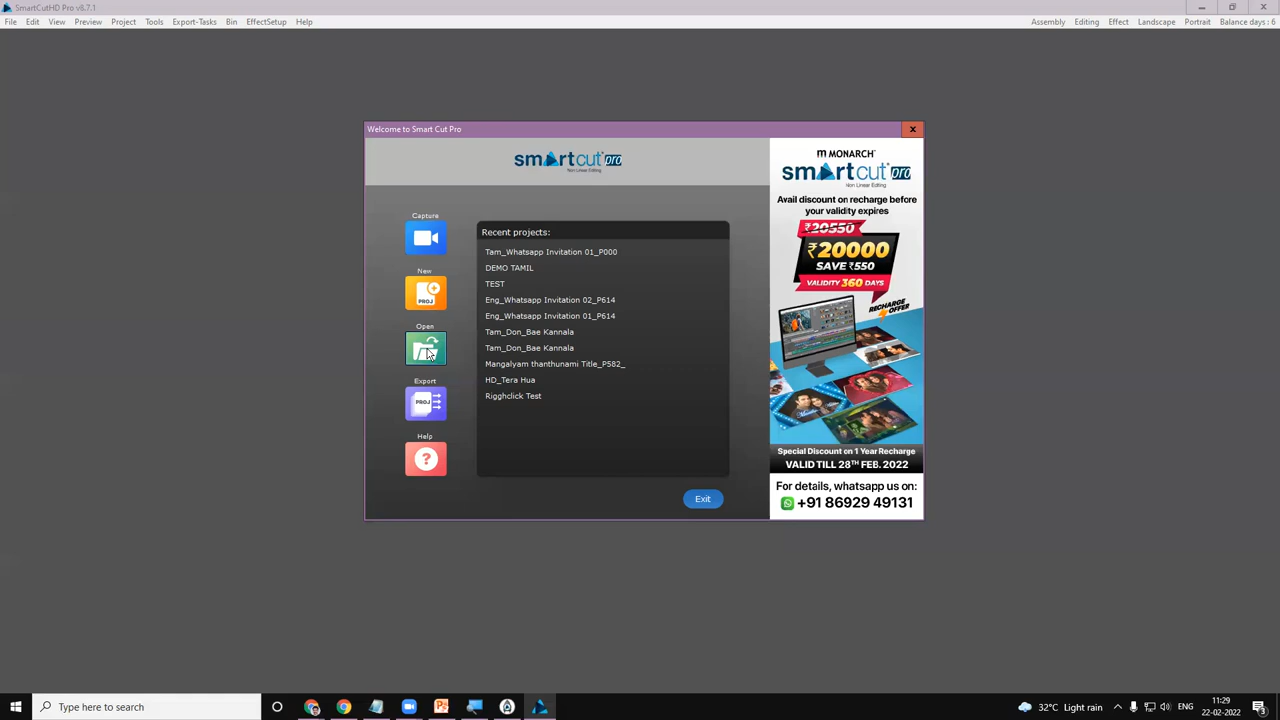 SmartCutHD Pro v8.7.1
File Edit View Preview Project Tools Export-Tasks Bin EffectSetup Help
Assembly Editing Effect Landscape Portrait Balance days : 6
Welcome to Smart Cut Pro
x
smartcut pro
Non Linear Editing
Capture
New
PROJ
Open
Export
PROJ
Help
?
Recent projects:
Tam_Whatsapp Invitation 01_P000
DEMO TAMIL
TEST
Eng_Whatsapp Invitation 02_P614
Eng_Whatsapp Invitation 01_P614
Tam_Don_Bae Kannala
Tam_Don_Bae Kannala
Mangalyam thanthunami Title_P582_
HD_Tera Hua
Righhclick Test
Exit
MONARCH
smartcut pro
Non Linear Editing
Avail discount on recharge before
your validity expires
₹20550
₹20000
SAVE ₹550
VALIDITY 360 DAYS
RECHARGE
OFFER
Special Discount on 1 Year Recharge
VALID TILL 28TH FEB. 2022
For details, whatsapp us on:
+91 86929 49131
Type here to search
32°C Light rain
ENG
11:29
22-02-2022